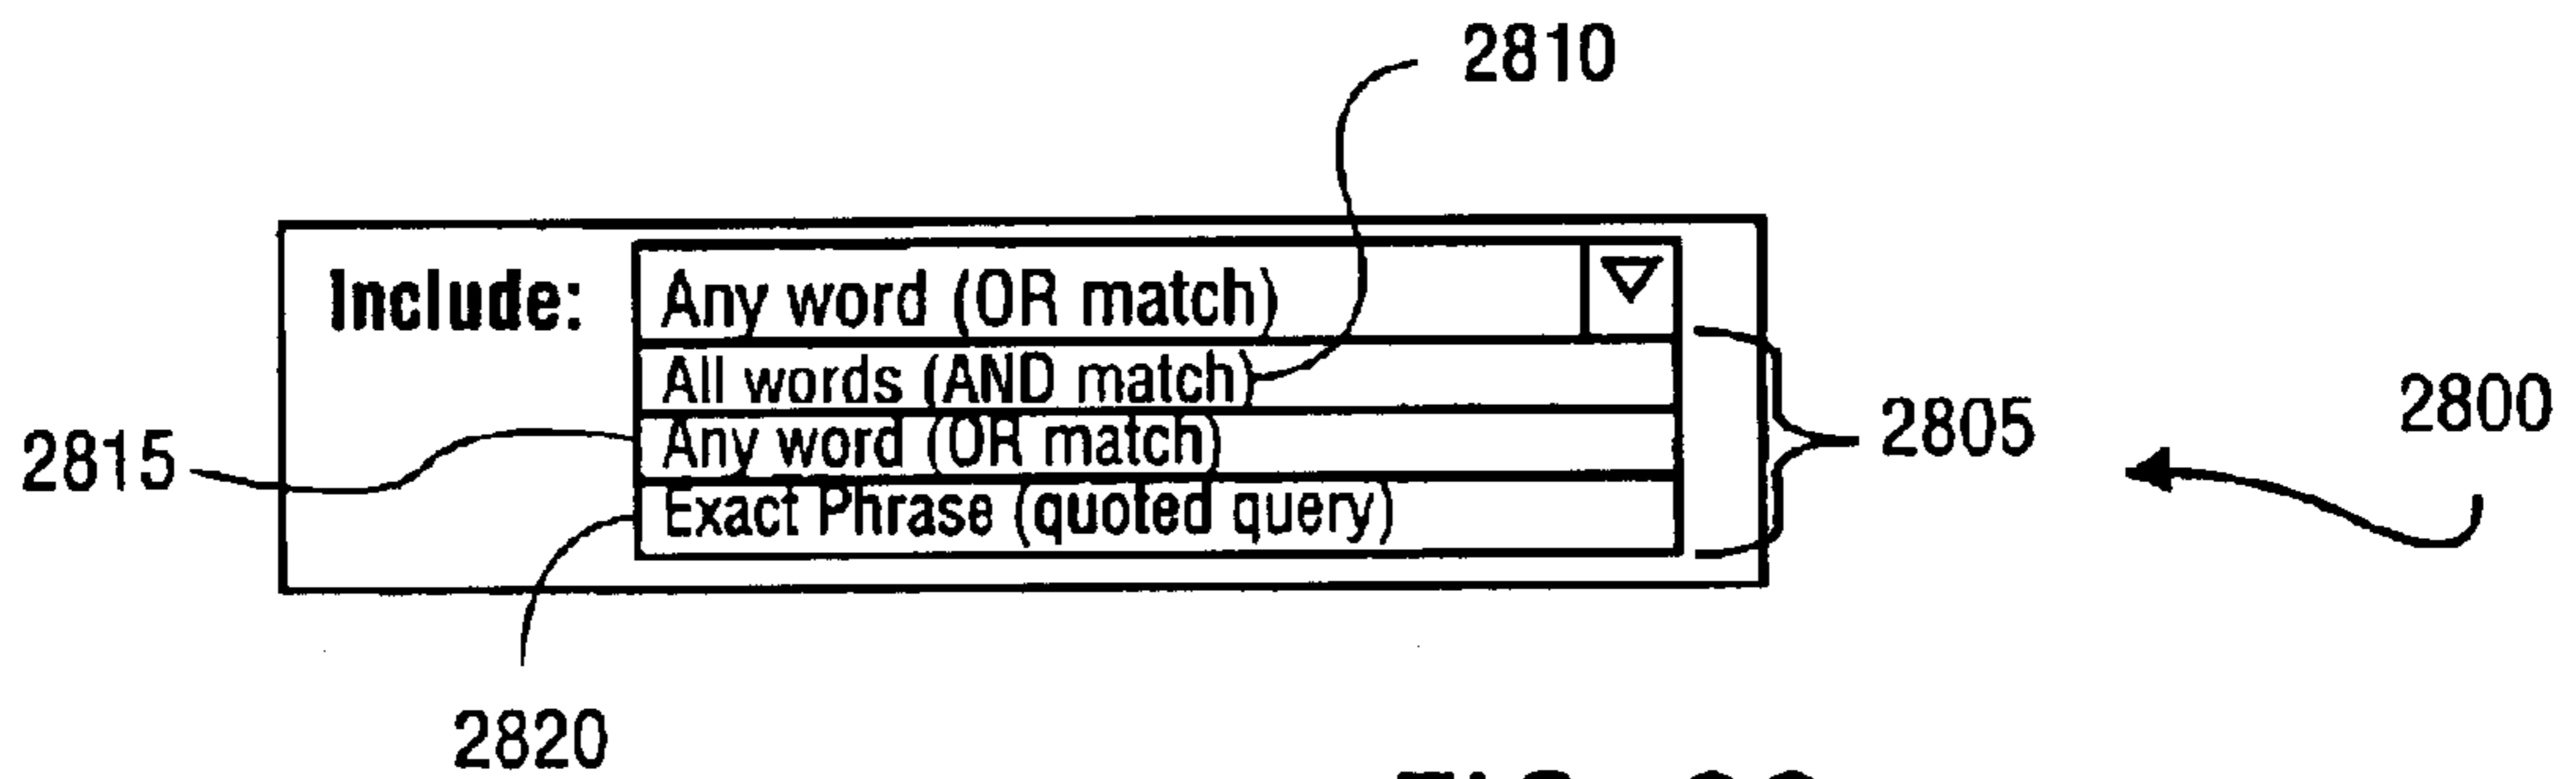 2810
Include:
Any word (OR match)
All words (AND match)
Any word (OR match)
Exact Phrase (quoted query)
2815
2805
2800
2820